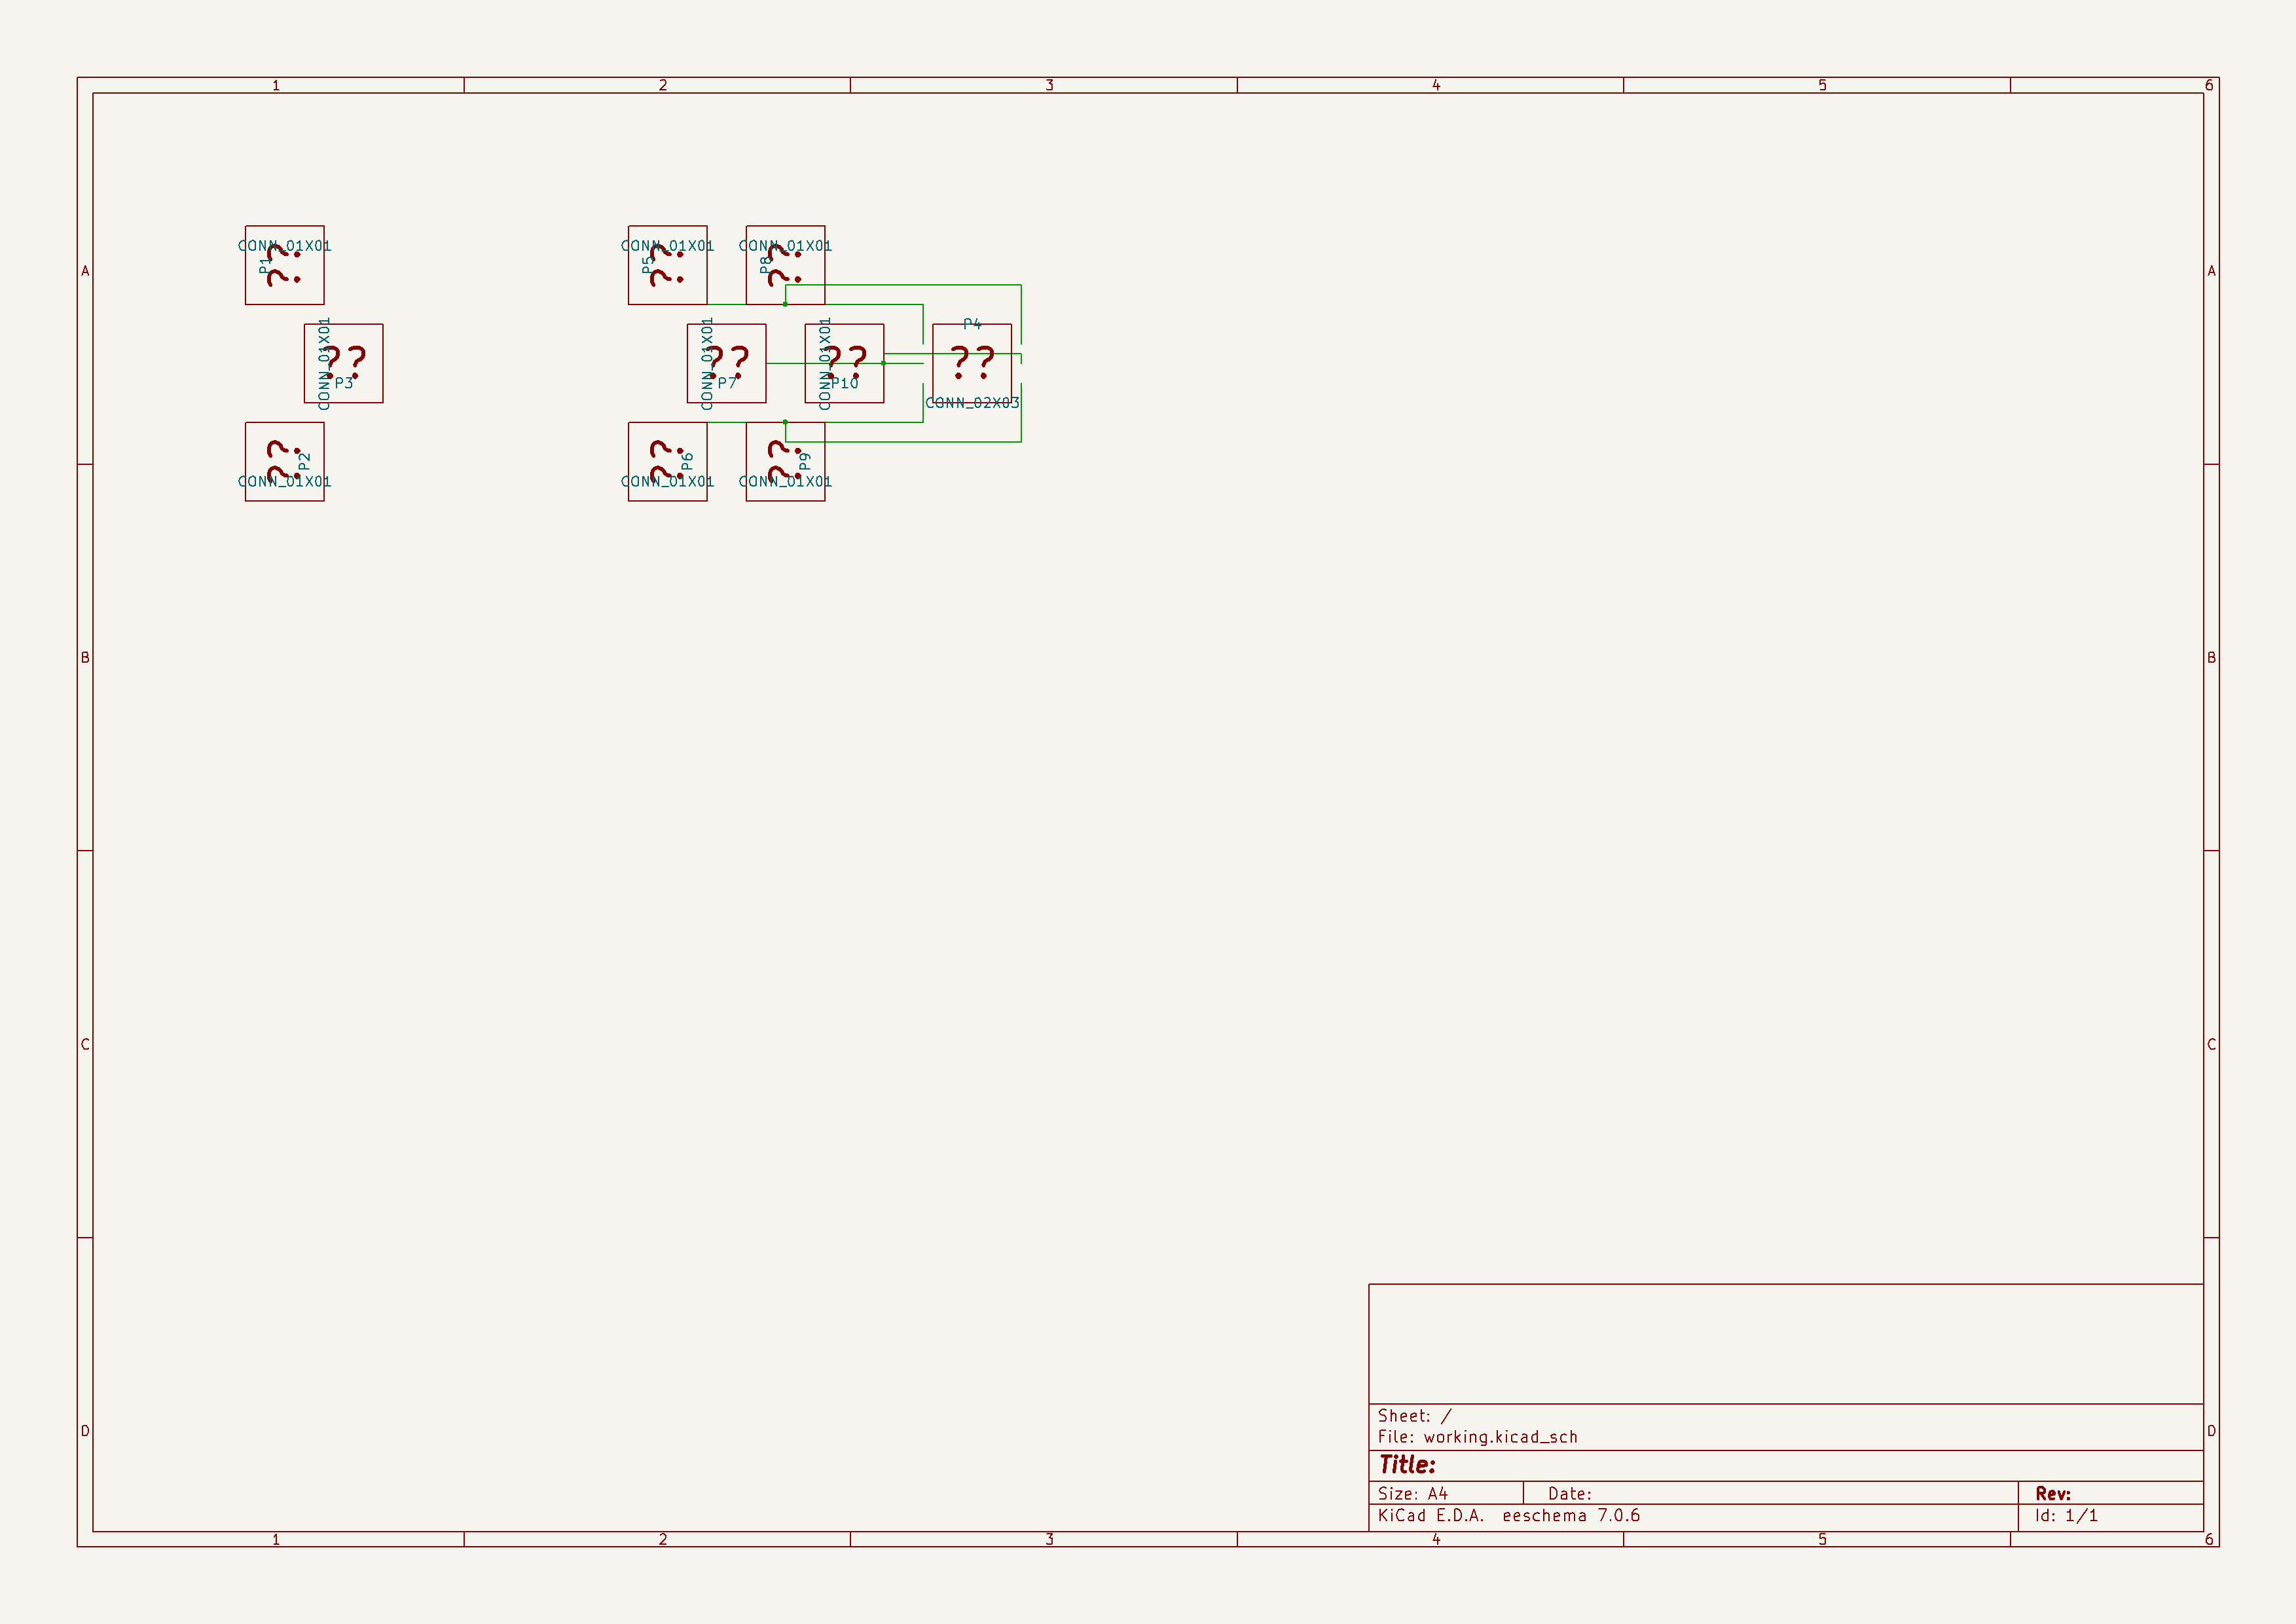 1 2 3 4 5 6
A A
CONN_01X01 CONN_01X01 CONN_01X01
P1 P5 P8
?? ?? ??
P4
CONN_01X01 CONN_01X01 CONN_01X01
?? ?? ?? ??
P3 P7 P10
CONN_02X03
?? ?? ??
P2 P6 P9
CONN_01X01 CONN_01X01 CONN_01X01
B B
C C
D D
Sheet: /
File: working.kicad_sch
Title:
Size: A4 Date: Rev:
KiCad E.D.A. eeschema 7.0.6 Id: 1/1
1 2 3 4 5 6